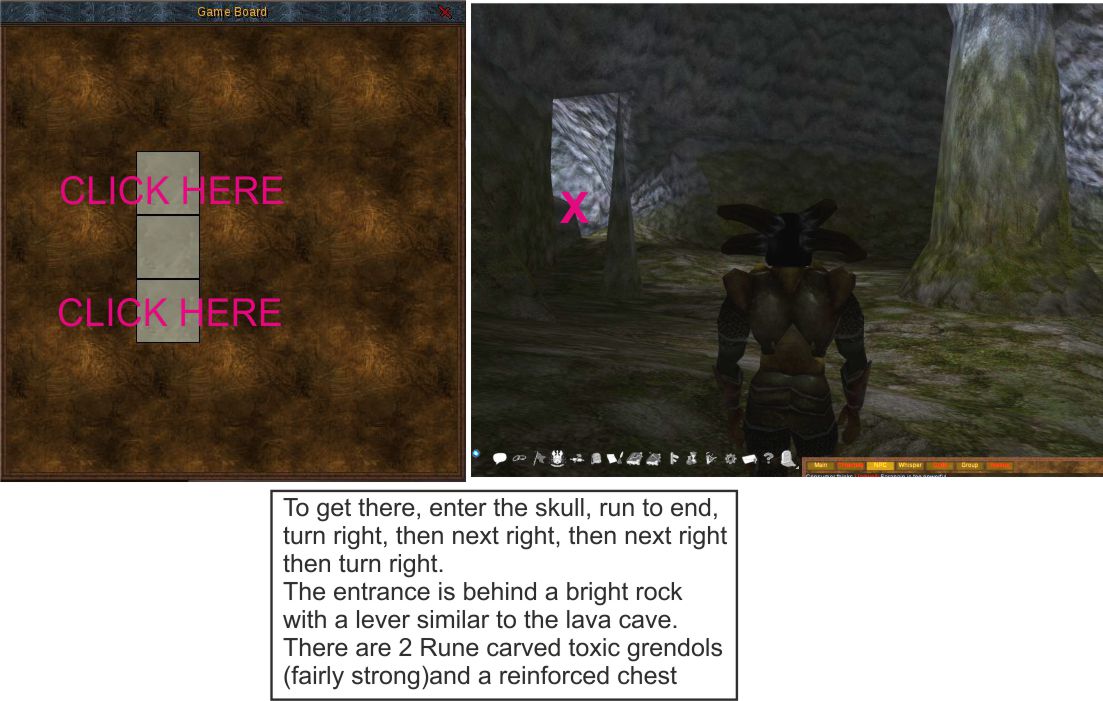 Game Board
CLICK HERE
CLICK HERE
X
Main
NPC
Whisper
Group
To get there, enter the skull, run to end,
turn right, then next right, then next right
then turn right.
The entrance is behind a bright rock
with a lever similar to the lava cave.
There are 2 Rune carved toxic grendols
(fairly strong)and a reinforced chest